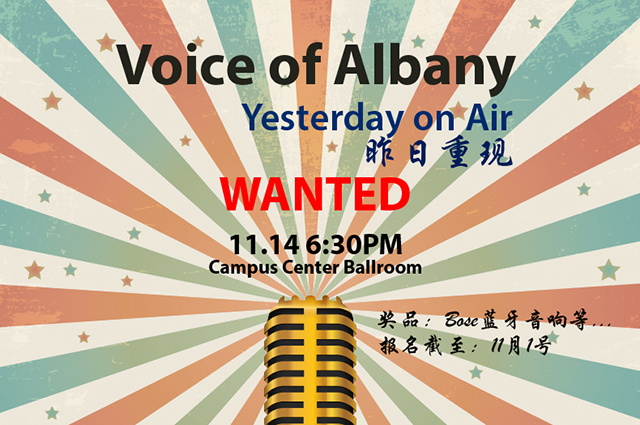 Voice of Albany
Yesterday on Air
昨日重现
WANTED
11.14 6:30PM
Campus Center Ballroom
奖品：Bose蓝牙音响等...
报名截至：11月1号